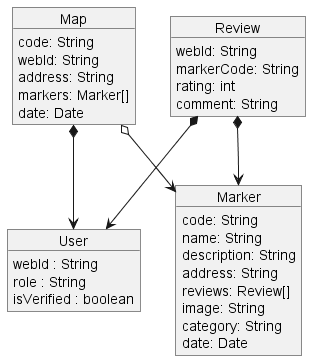 Map
code: String
webId: String
address: String
markers: Marker[]
date: Date
Review
webId: String
markerCode: String
rating: int
comment: String
User
webId : String
role : String
isVerified : boolean
Marker
code: String
name: String
description: String
address: String
reviews: Review[]
image: String
category: String
date: Date